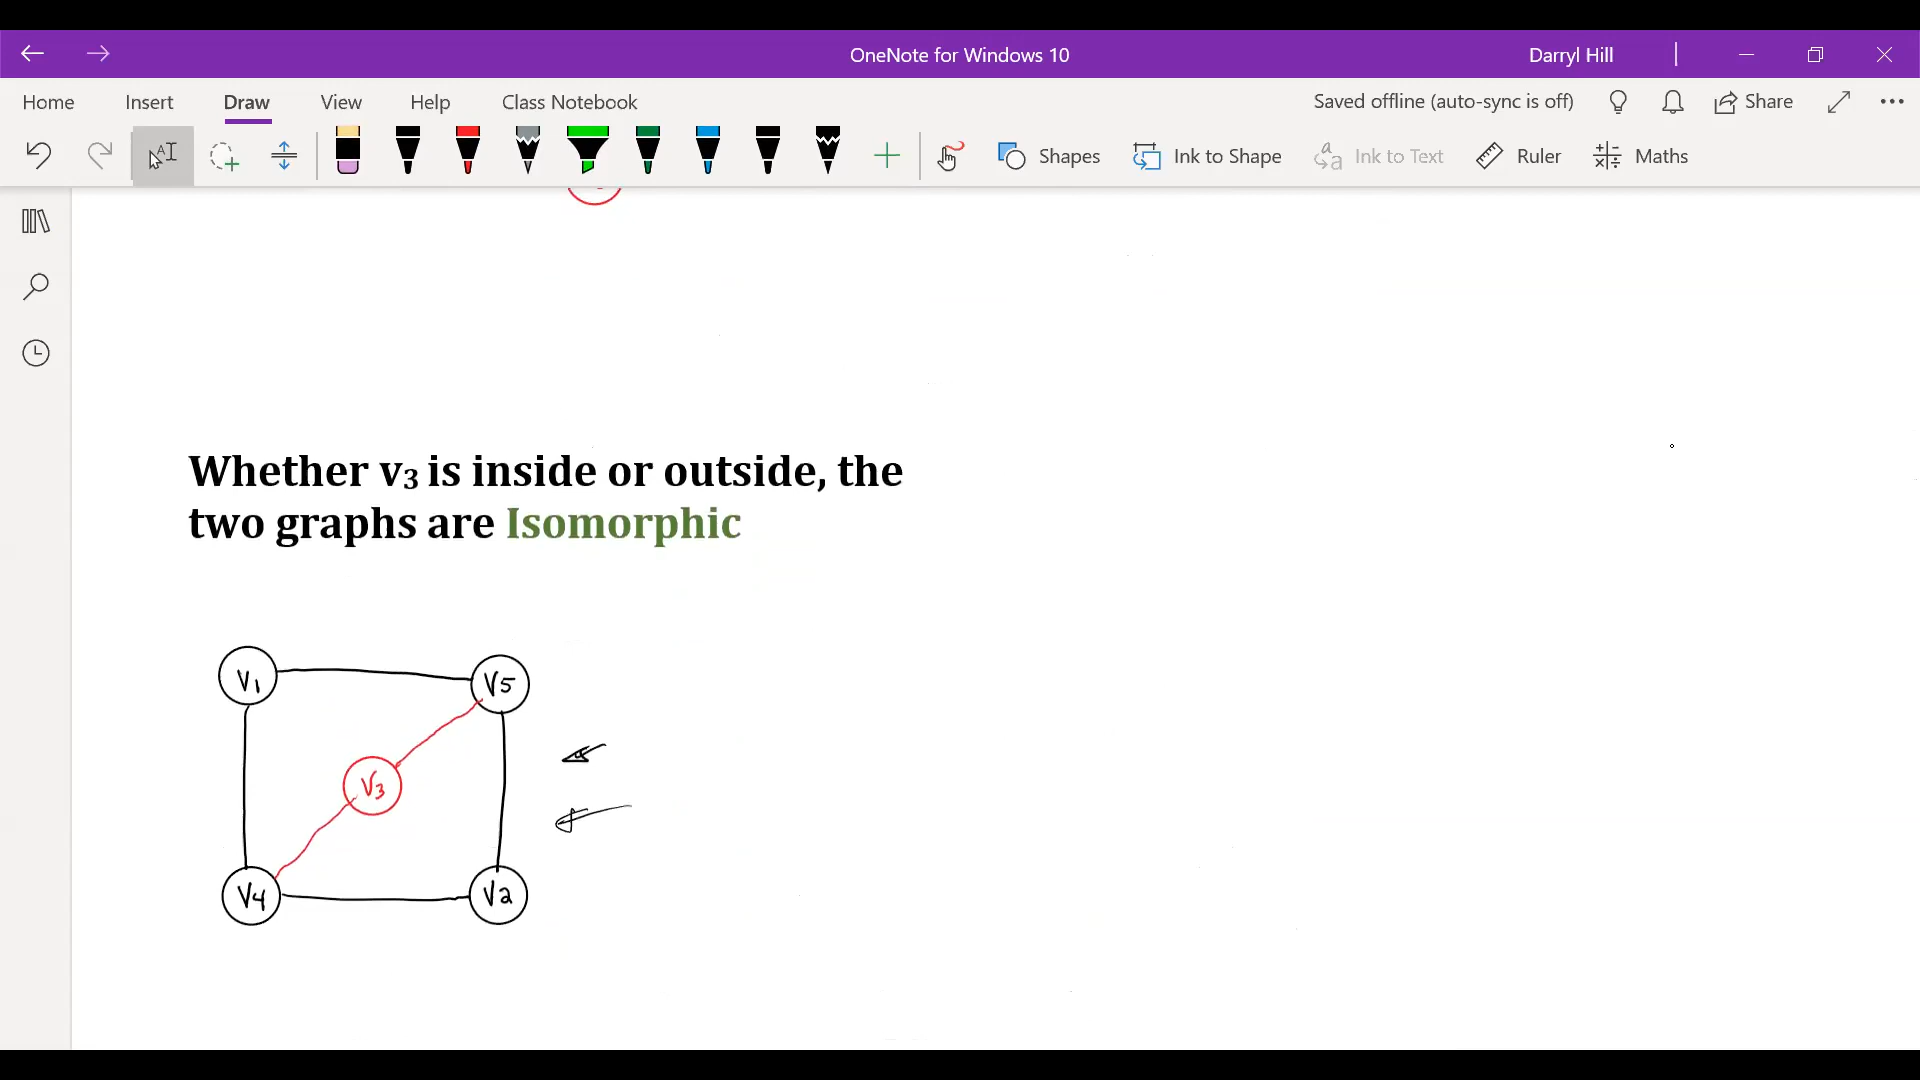 OneNote for Windows 10
Darryl Hill
Home Insert Draw View Help Class Notebook
Saved offline (auto-sync is off) Share
Shapes Ink to Shape Ink to Text Ruler Maths
Whether v₃ is inside or outside, the
two graphs are Isomorphic
V1 V5
V3
V4 V2